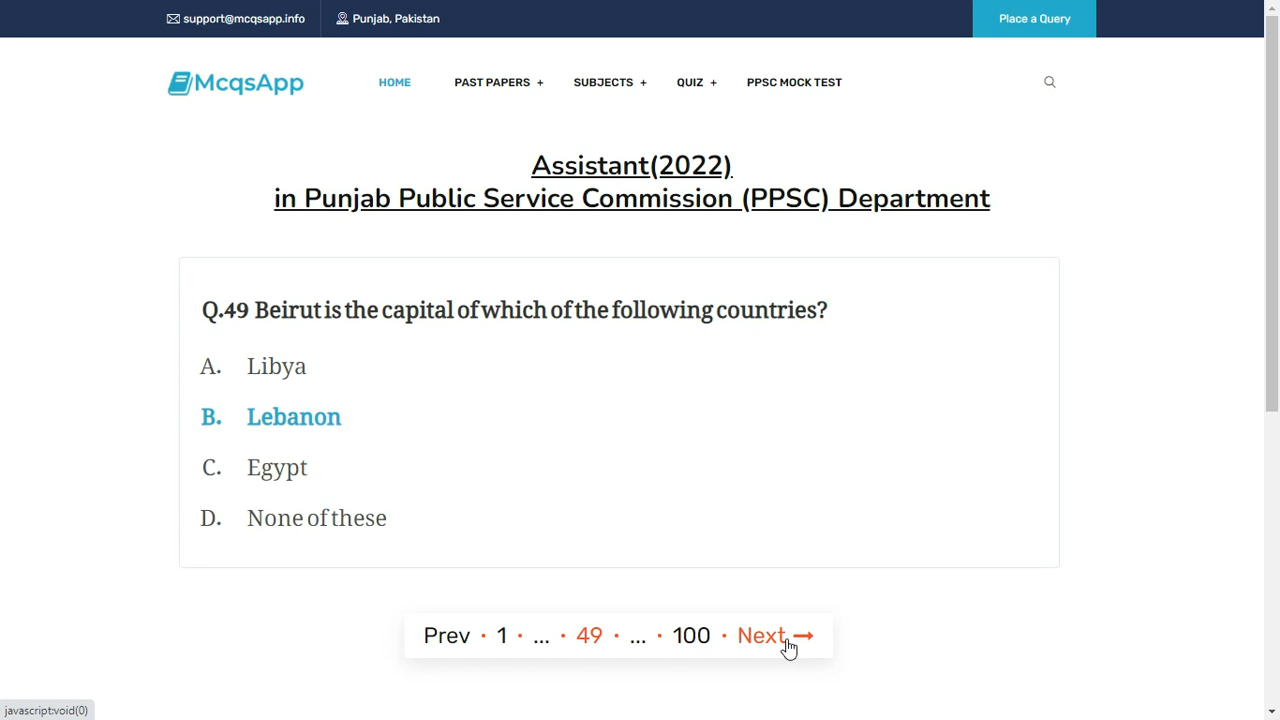 support@mcqsapp.info
Punjab, Pakistan
Place a Query
McqsApp
HOME
PAST PAPERS +
SUBJECTS +
QUIZ +
PPSC MOCK TEST
Assistant(2022)
in Punjab Public Service Commission (PPSC) Department
Q.49 Beirut is the capital of which of the following countries?
A. Libya
B. Lebanon
C. Egypt
D. None of these
Prev · 1 · ... · 49 · ... · 100 · Next →
javascript:void(0)